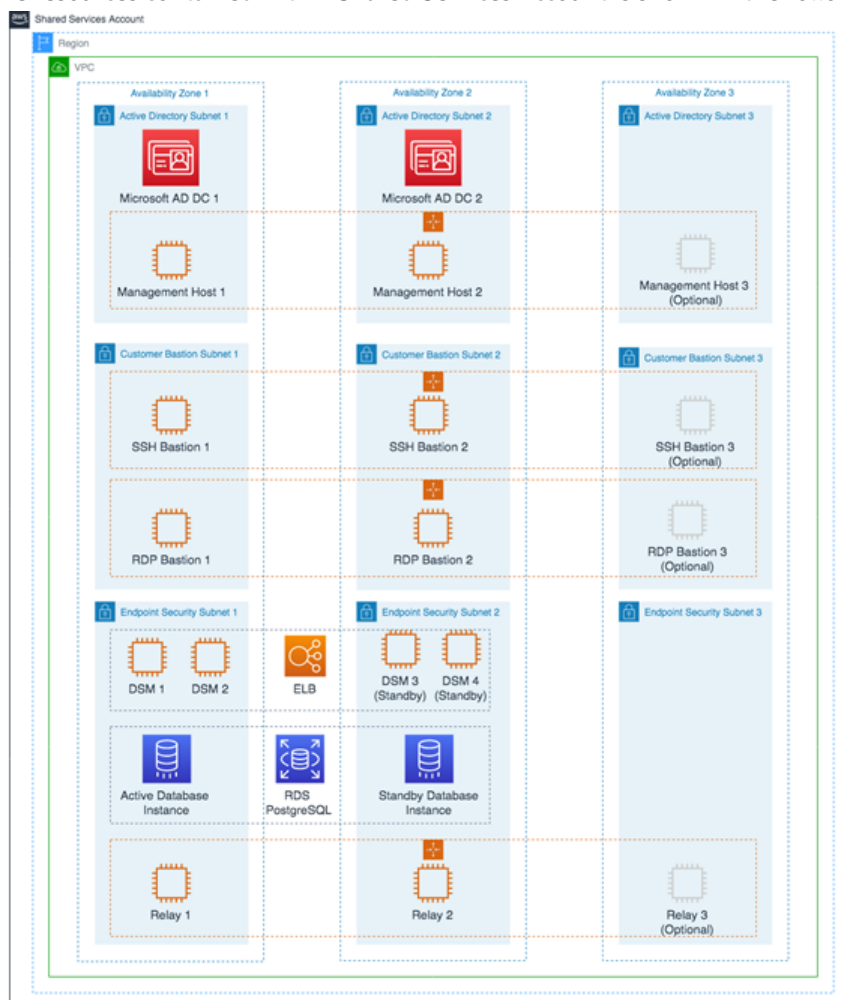 aws
Shared Services Account
Region
VPC
Availability Zone 1
Availability Zone 2
Availability Zone 3
Active Directory Subnet 1
Active Directory Subnet 2
Active Directory Subnet 3
Microsoft AD DC 1
Microsoft AD DC 2
Management Host 1
Management Host 2
Management Host 3
(Optional)
Customer Bastion Subnet 1
Customer Bastion Subnet 2
Customer Bastion Subnet 3
SSH Bastion 1
SSH Bastion 2
SSH Bastion 3
(Optional)
RDP Bastion 1
RDP Bastion 2
RDP Bastion 3
(Optional)
Endpoint Security Subnet 1
Endpoint Security Subnet 2
Endpoint Security Subnet 3
DSM 1
DSM 2
ELB
DSM 3
(Standby)
DSM 4
(Standby)
Active Database
Instance
RDS
PostgreSQL
Standby Database
Instance
Relay 1
Relay 2
Relay 3
(Optional)